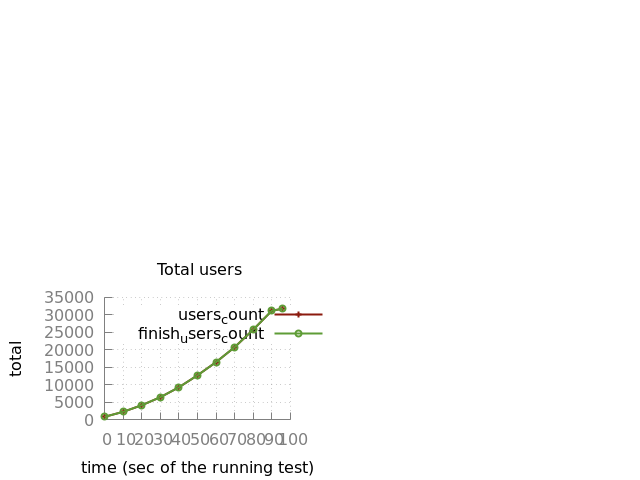 Total users
35000
30000
25000
20000
15000
10000
5000
0
total
users_count
finish_users_count
0 10 20 30 40 50 60 70 80 90 100
time (sec of the running test)